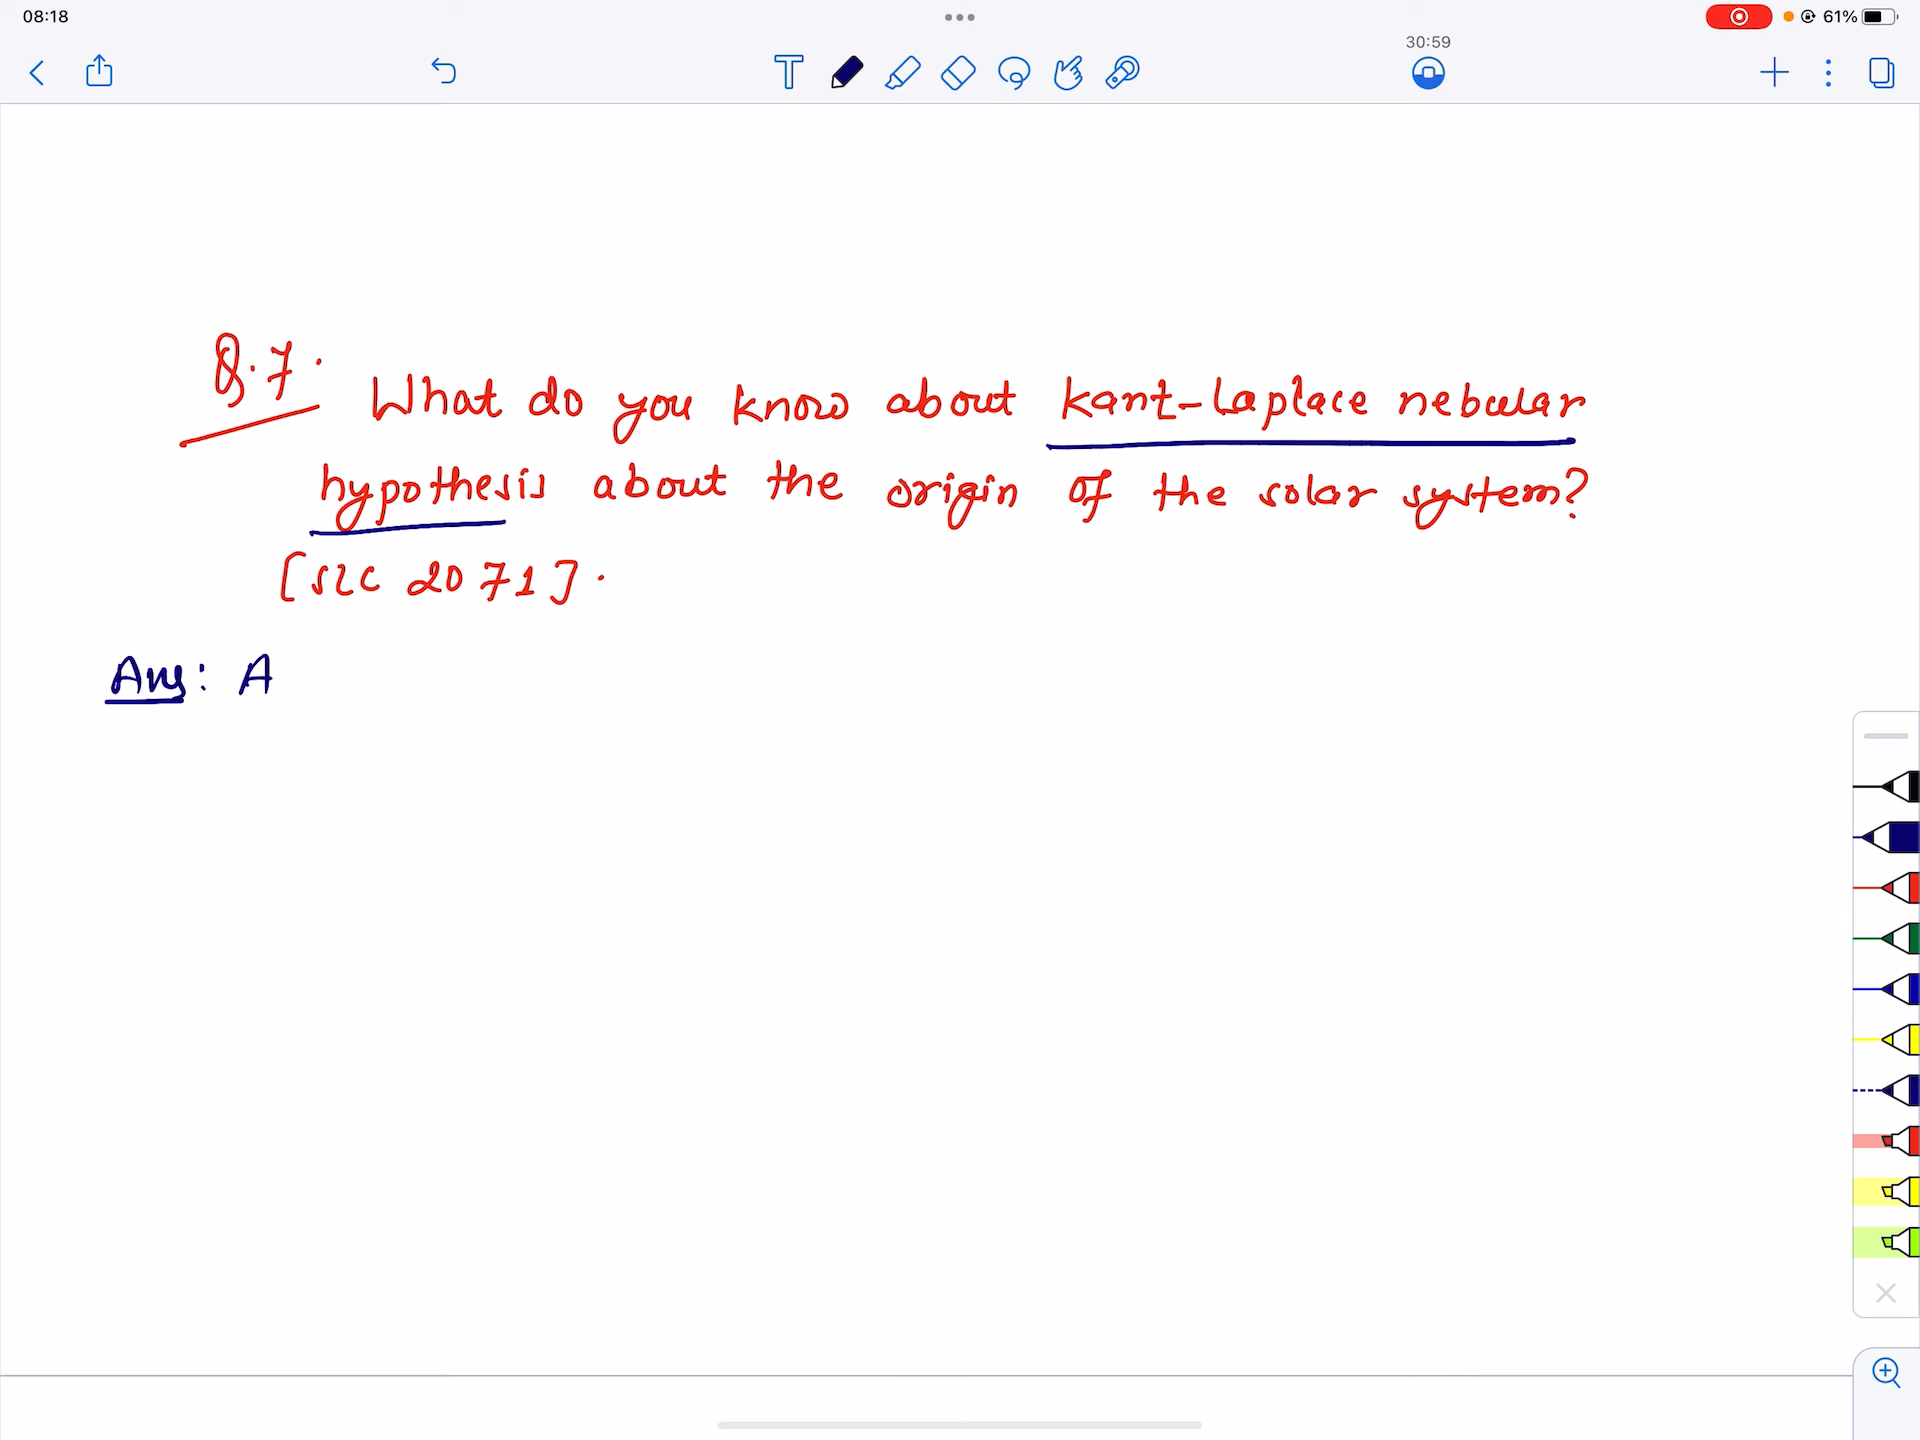 08:18
61%
30:59
Q.7. What do you know about kant-laplace nebular
hypothesis about the origin of the solar system?
[SLC 2071].
Ans: A